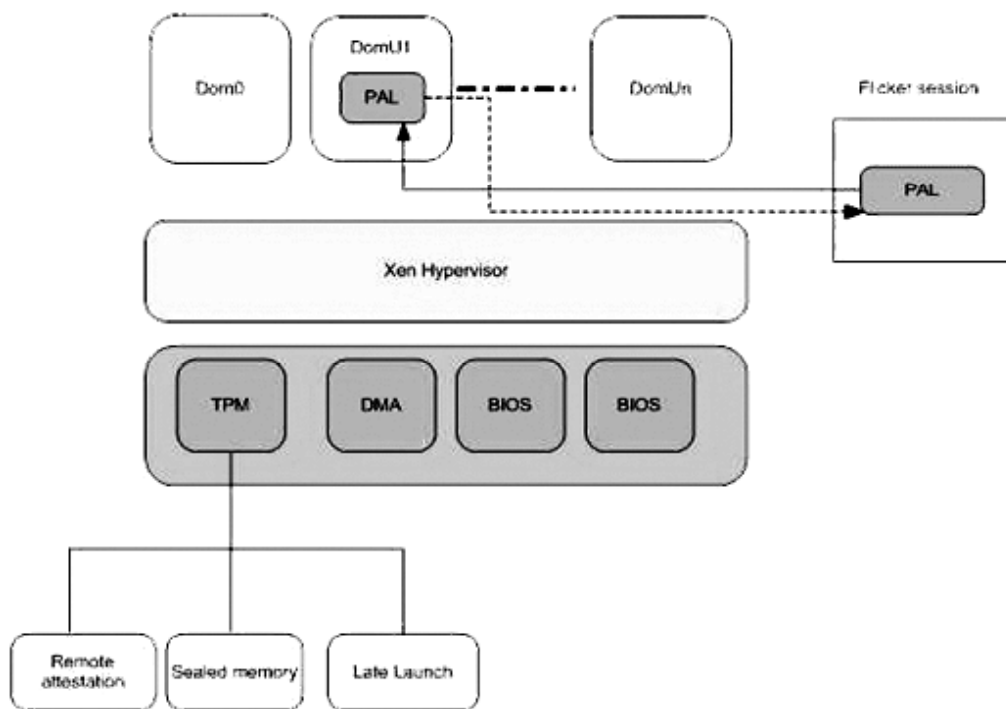 DomU1
Dom0
PAL
DomUn
Flicker session
PAL
Xen Hypervisor
TPM
DMA
BIOS
BIOS
Remote
attestation
Sealed memory
Late Launch